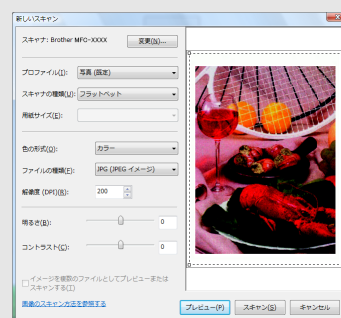 新しいスキャン
スキャナ: Brother MFC-XXXX
変更(N)...
プロファイル(I):
写真 (既定)
スキャナの種類(U):
フラットベット
用紙サイズ(E):
色の形式(O):
カラー
ファイルの種類(F):
JPG (JPEG イメージ)
解像度 (DPI)(R):
200
明るさ(B):
0
コントラスト(C):
0
イメージを複数のファイルとしてプレビューまたは
スキャンする(T)
画像のスキャン方法を参照する
プレビュー(P)
スキャン(S)
キャンセル